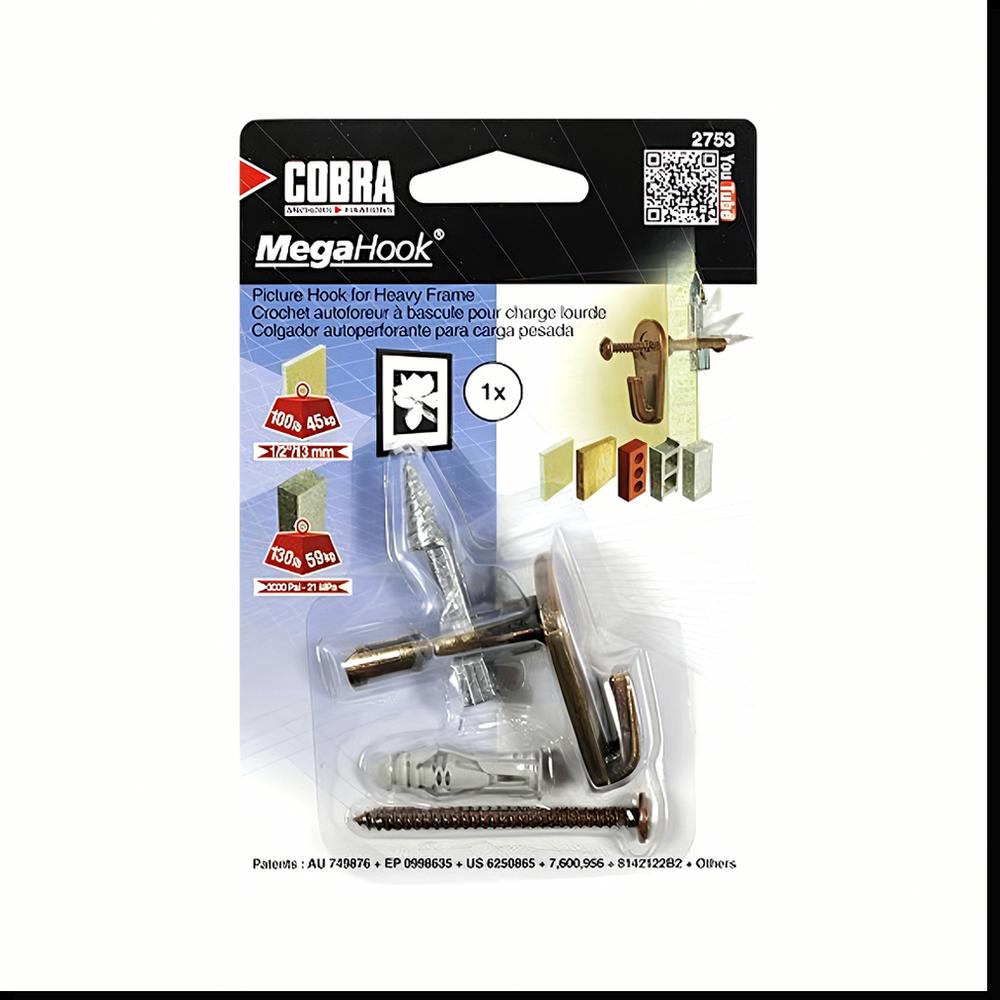 2753
COBRA
ANCHORS FIXATIONS
YouTube
MegaHook®
Picture Hook for Heavy Frame
Crochet autoforeur à bascule pour charge lourde
Colgador autoperforante para carga pesada
1x
100 lb 45 kg
1/2"/13 mm
130 lb 59 kg
3000 Psi - 21 MPa
Patents : AU 749876 + EP 0998635 + US 6250865 + 7,600,956 + 8142122B2 + Others